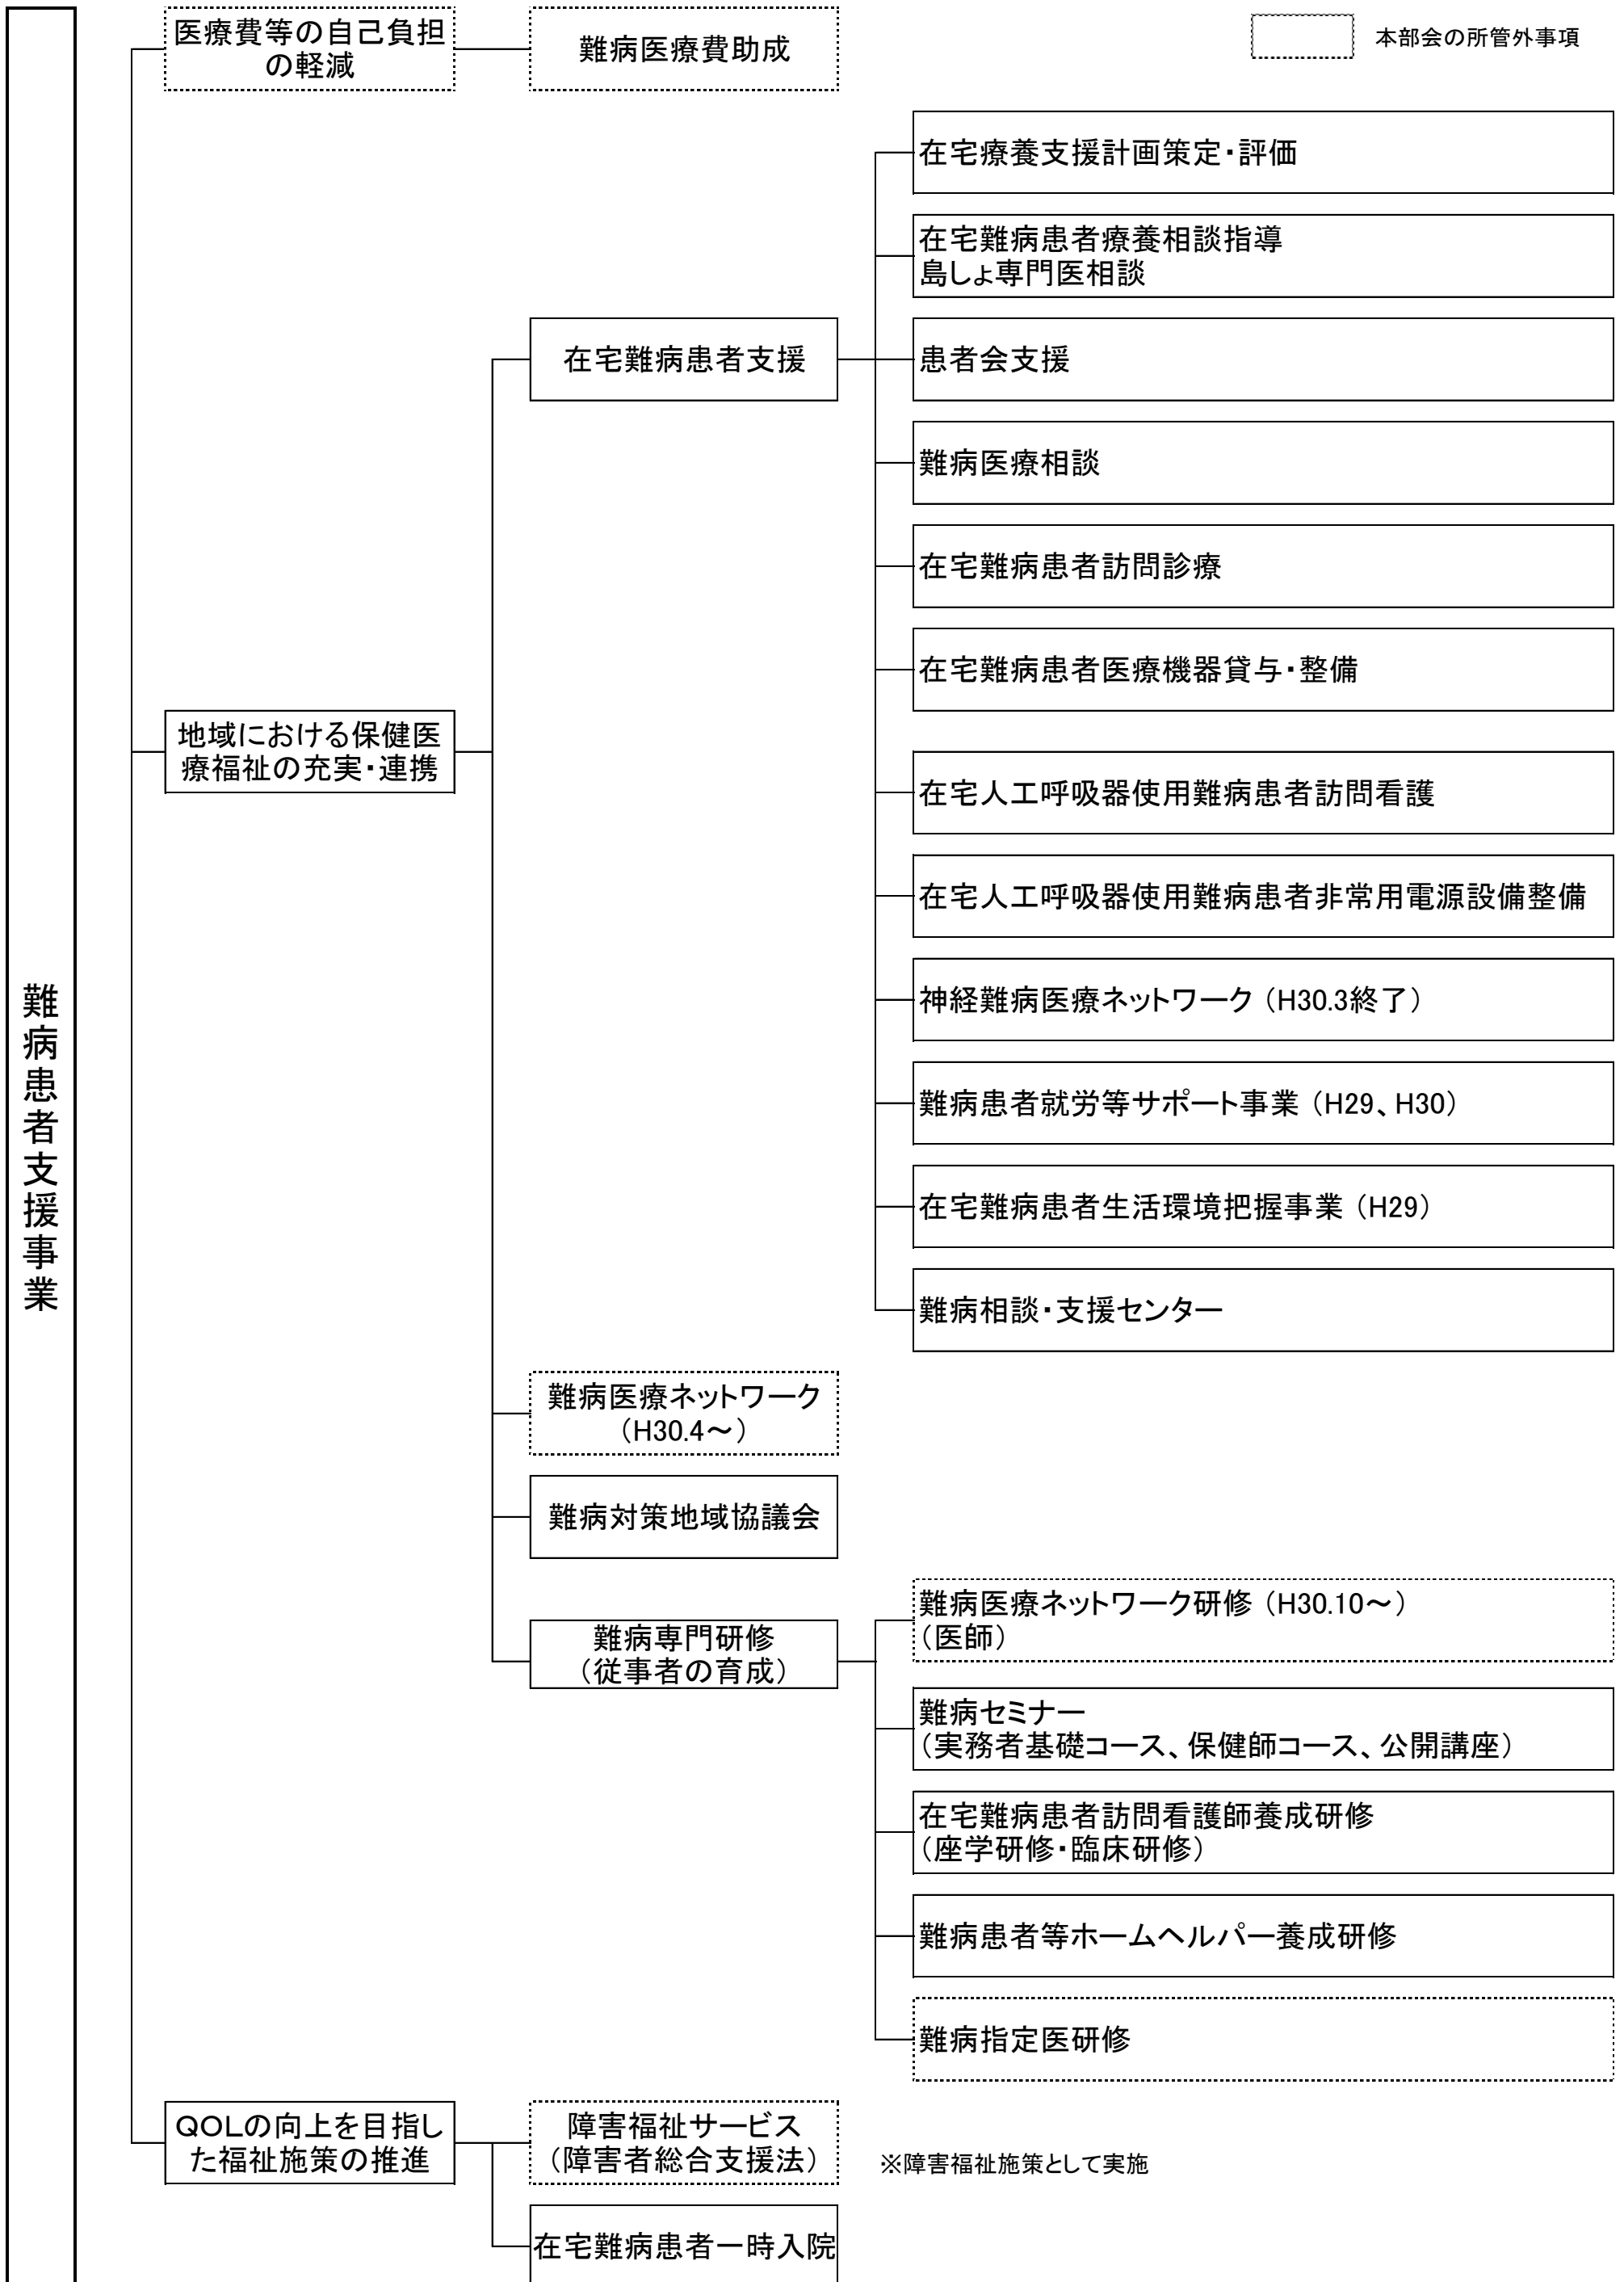 難病患者支援事業
医療費等の自己負担
の軽減
難病医療費助成
本部会の所管外事項
在宅療養支援計画策定・評価
在宅難病患者療養相談指導
島しょ専門医相談
在宅難病患者支援
患者会支援
難病医療相談
在宅難病患者訪問診療
在宅難病患者医療機器貸与・整備
地域における保健医
療福祉の充実・連携
在宅人工呼吸器使用難病患者訪問看護
在宅人工呼吸器使用難病患者非常用電源設備整備
神経難病医療ネットワーク（H30.3終了）
難病患者就労等サポート事業（H29、H30）
在宅難病患者生活環境把握事業（H29）
難病相談・支援センター
難病医療ネットワーク
（H30.4～）
難病対策地域協議会
難病専門研修
（従事者の育成）
難病医療ネットワーク研修（H30.10～）
（医師）
難病セミナー
（実務者基礎コース、保健師コース、公開講座）
在宅難病患者訪問看護師養成研修
（座学研修・臨床研修）
難病患者等ホームヘルパー養成研修
難病指定医研修
QOLの向上を目指し
た福祉施策の推進
障害福祉サービス
（障害者総合支援法）
※障害福祉施策として実施
在宅難病患者一時入院